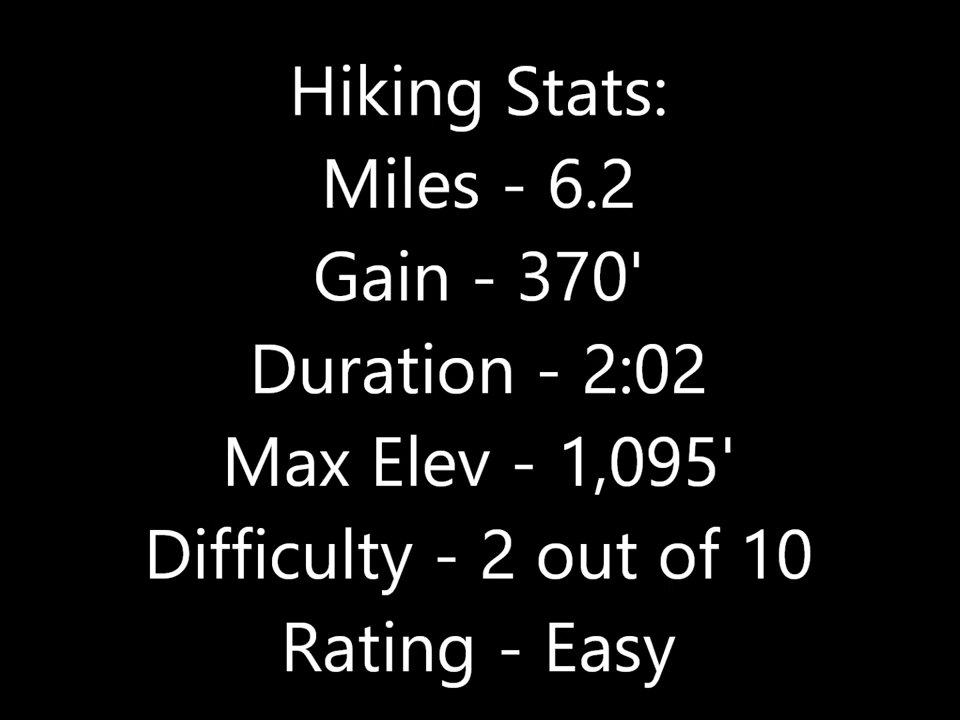 Hiking Stats:
Miles - 6.2
Gain - 370'
Duration - 2:02
Max Elev - 1,095'
Difficulty - 2 out of 10
Rating - Easy